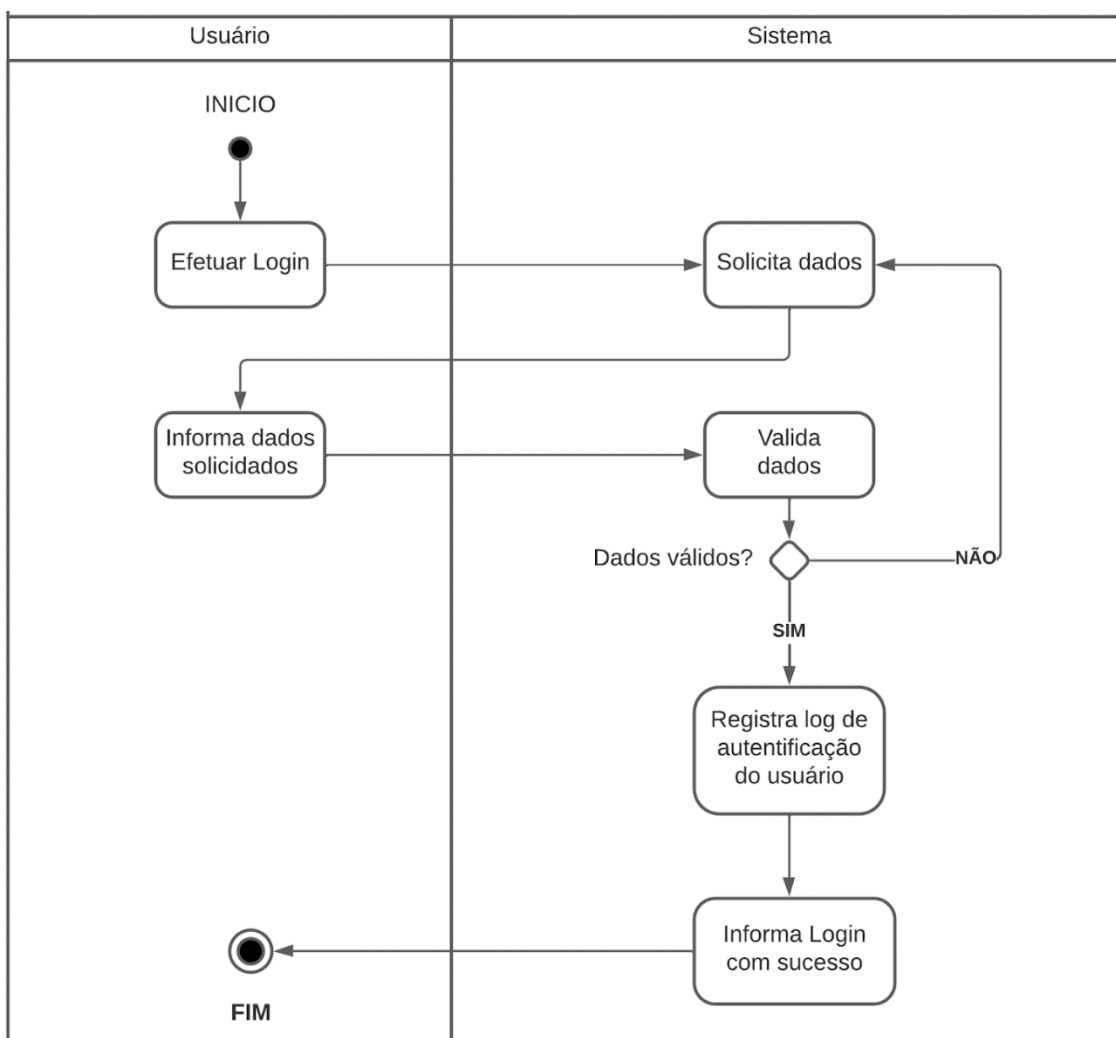 Usuário
Sistema
INICIO
Efetuar Login
Solicita dados
Informa dados
solicidados
Valida
dados
Dados válidos?
NÃO
SIM
Registra log de
autentificação
do usuário
Informa Login
com sucesso
FIM